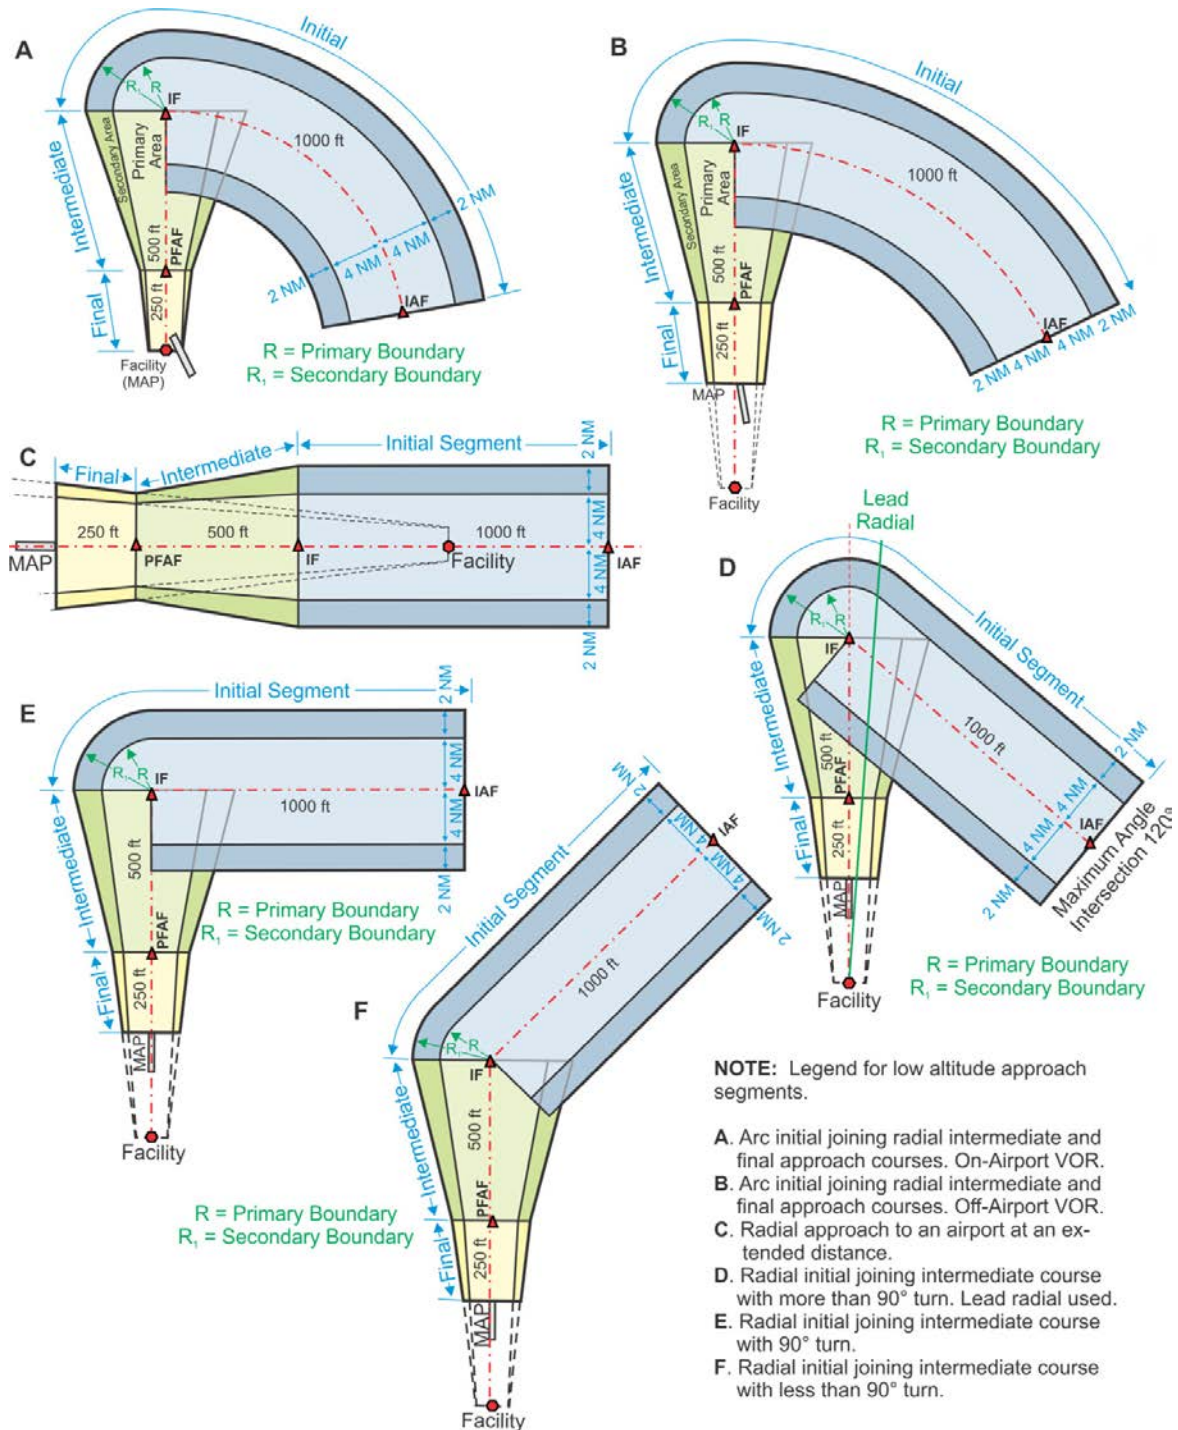 A
Initial
R₁
R
IF
1000 ft
Secondary Area
Primary
Area
Intermediate
500 ft
PFAF
2 NM
4 NM
4 NM
2 NM
IAF
Final
250 ft
Facility
(MAP)
R = Primary Boundary
R₁ = Secondary Boundary
B
Initial
R₁
R
IF
1000 ft
Secondary Area
Primary
Area
Intermediate
500 ft
PFAF
IAF
2 NM
4 NM
4 NM
2 NM
Final
250 ft
MAP
Facility
R = Primary Boundary
R₁ = Secondary Boundary
C
Final
Intermediate
Initial Segment
2 NM
250 ft
500 ft
1000 ft
4 NM
MAP
PFAF
IF
Facility
IAF
4 NM
2 NM
Lead
Radial
D
Initial Segment
R₁
R
IF
1000 ft
Intermediate
500 ft
PFAF
2 NM
4 NM
4 NM
2 NM
IAF
Final
250 ft
MAP
Maximum Angle
Intersection 120°
Facility
R = Primary Boundary
R₁ = Secondary Boundary
E
Initial Segment
2 NM
R₁
R
IF
4 NM
IAF
1000 ft
4 NM
2 NM
Intermediate
500 ft
R = Primary Boundary
R₁ = Secondary Boundary
PFAF
Final
250 ft
MAP
Facility
F
Initial Segment
2 NM
4 NM
IAF
4 NM
2 NM
1000 ft
R₁
R
IF
Intermediate
500 ft
PFAF
R = Primary Boundary
R₁ = Secondary Boundary
Final
250 ft
MAP
Facility
NOTE: Legend for low altitude approach
segments.
A. Arc initial joining radial intermediate and
final approach courses. On-Airport VOR.
B. Arc initial joining radial intermediate and
final approach courses. Off-Airport VOR.
C. Radial approach to an airport at an ex-
tended distance.
D. Radial initial joining intermediate course
with more than 90° turn. Lead radial used.
E. Radial initial joining intermediate course
with 90° turn.
F. Radial initial joining intermediate course
with less than 90° turn.